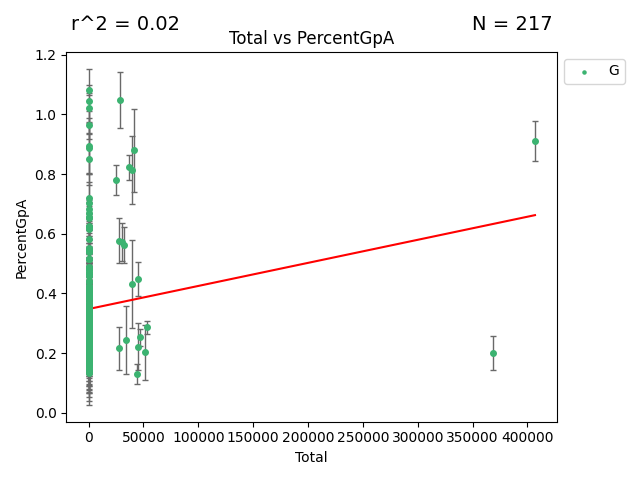 r^2 = 0.02
N = 217
Total vs PercentGpA
G
1.2
1.0
0.8
0.6
0.4
0.2
0.0
PercentGpA
0
50000
100000
150000
200000
250000
300000
350000
400000
Total